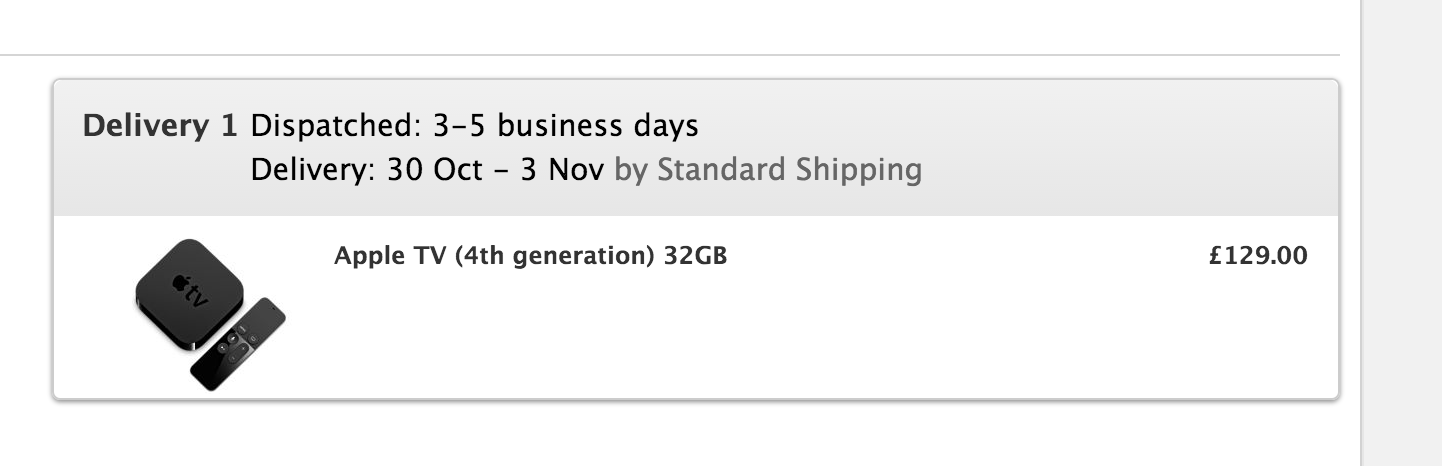 Delivery 1 Dispatched: 3–5 business days
Delivery: 30 Oct – 3 Nov by Standard Shipping
Apple TV (4th generation) 32GB £129.00
tv